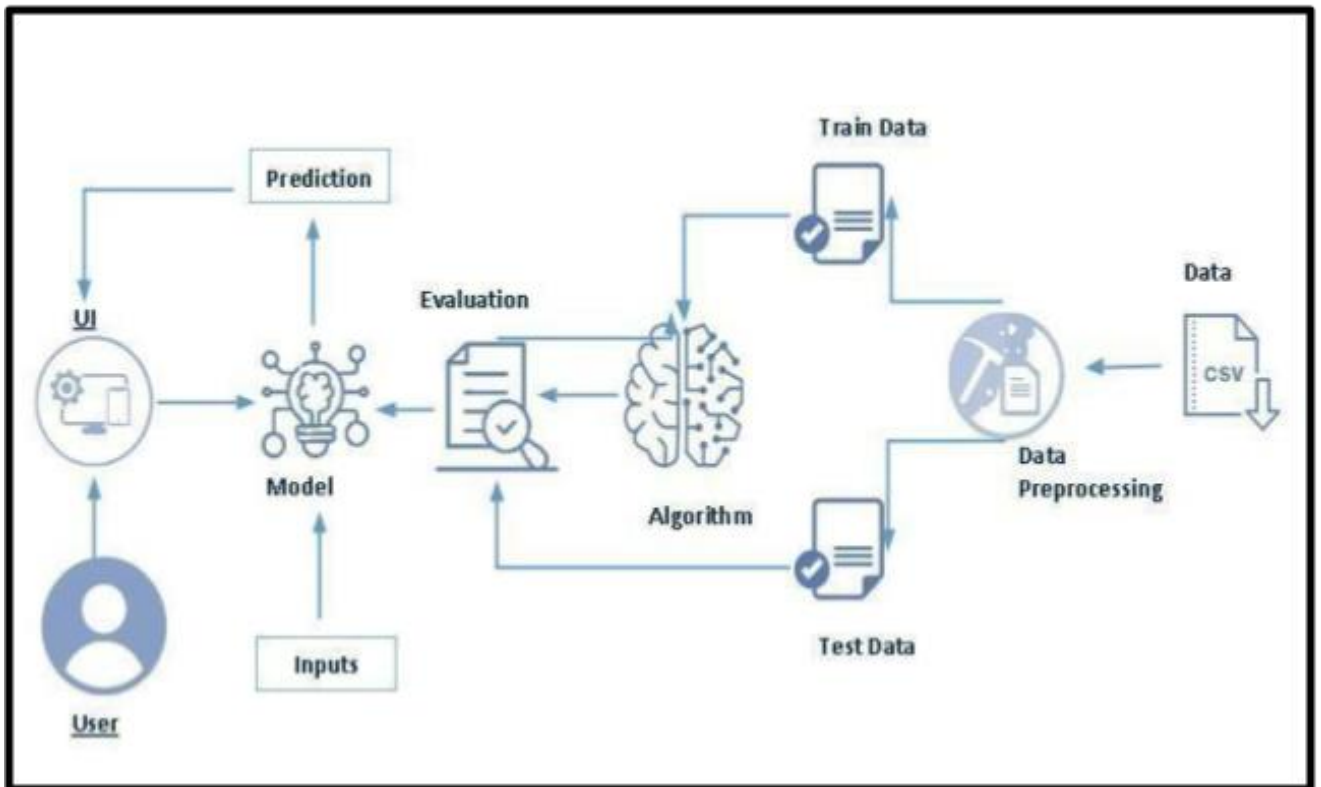 Train Data
Prediction
Data
Evaluation
UI
CSV
Data
Preprocessing
Model
Algorithm
Test Data
Inputs
User